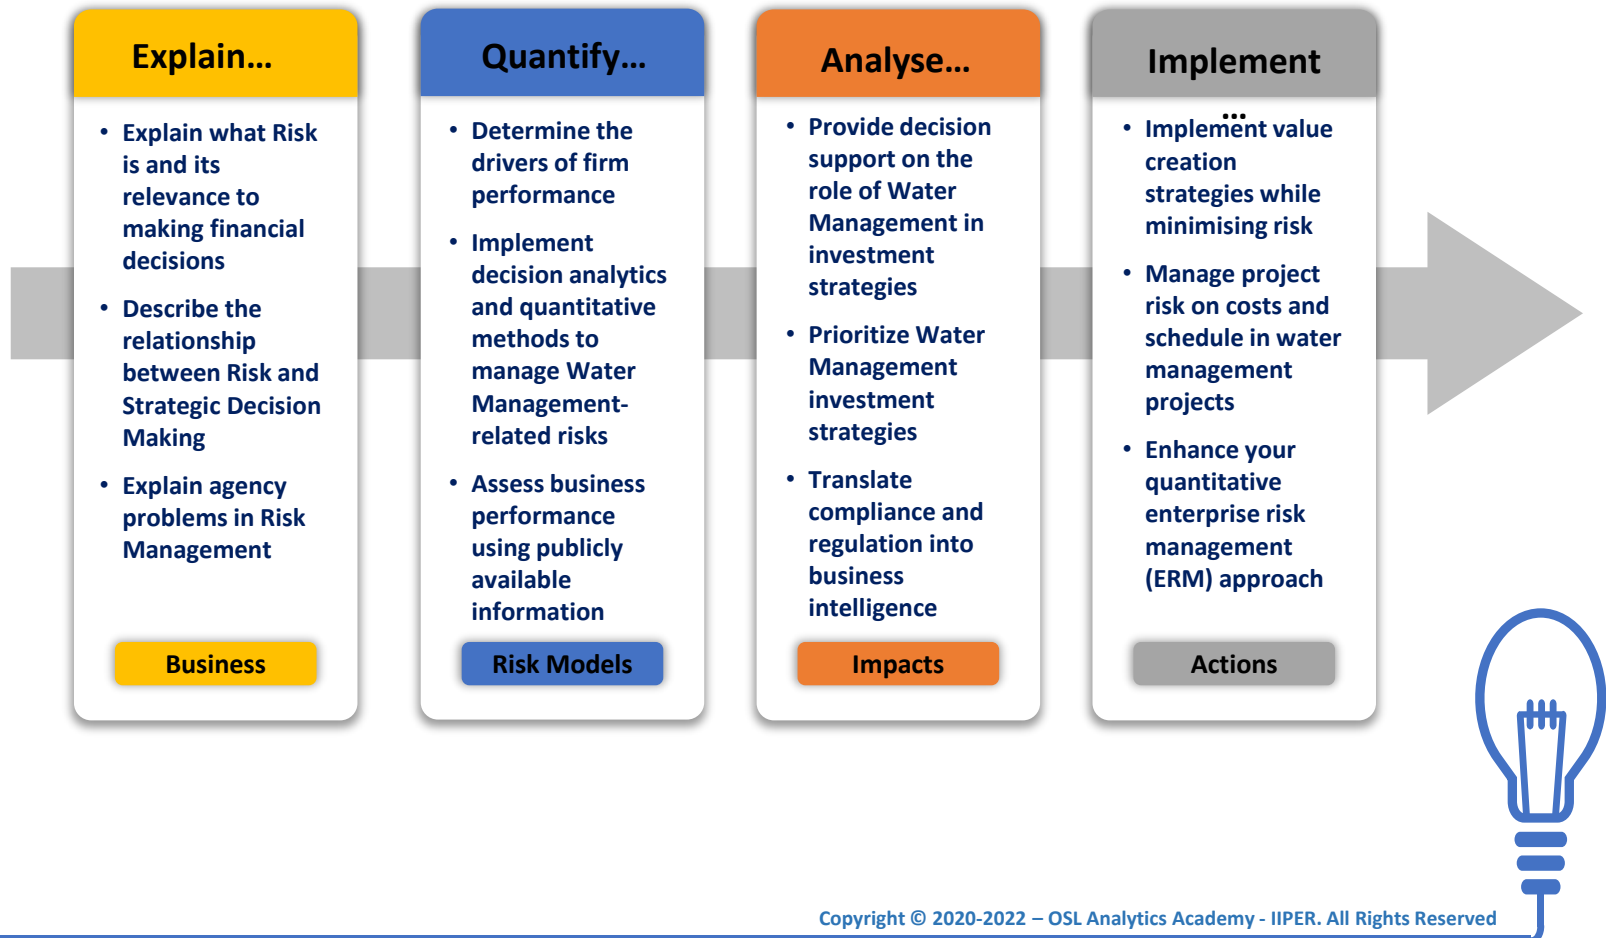 Explain...
• Explain what Risk
is and its
relevance to
making financial
decisions
• Describe the
relationship
between Risk and
Strategic Decision
Making
• Explain agency
problems in Risk
Management
Business
Quantify...
• Determine the
drivers of firm
performance
• Implement
decision analytics
and quantitative
methods to
manage Water
Management-
related risks
• Assess business
performance
using publicly
available
information
Risk Models
Analyse...
• Provide decision
support on the
role of Water
Management in
investment
strategies
• Prioritize Water
Management
investment
strategies
• Translate
compliance and
regulation into
business
intelligence
Impacts
Implement
...
• Implement value
creation
strategies while
minimising risk
• Manage project
risk on costs and
schedule in water
management
projects
• Enhance your
quantitative
enterprise risk
management
(ERM) approach
Actions
Copyright © 2020-2022 – OSL Analytics Academy - IIPER. All Rights Reserved